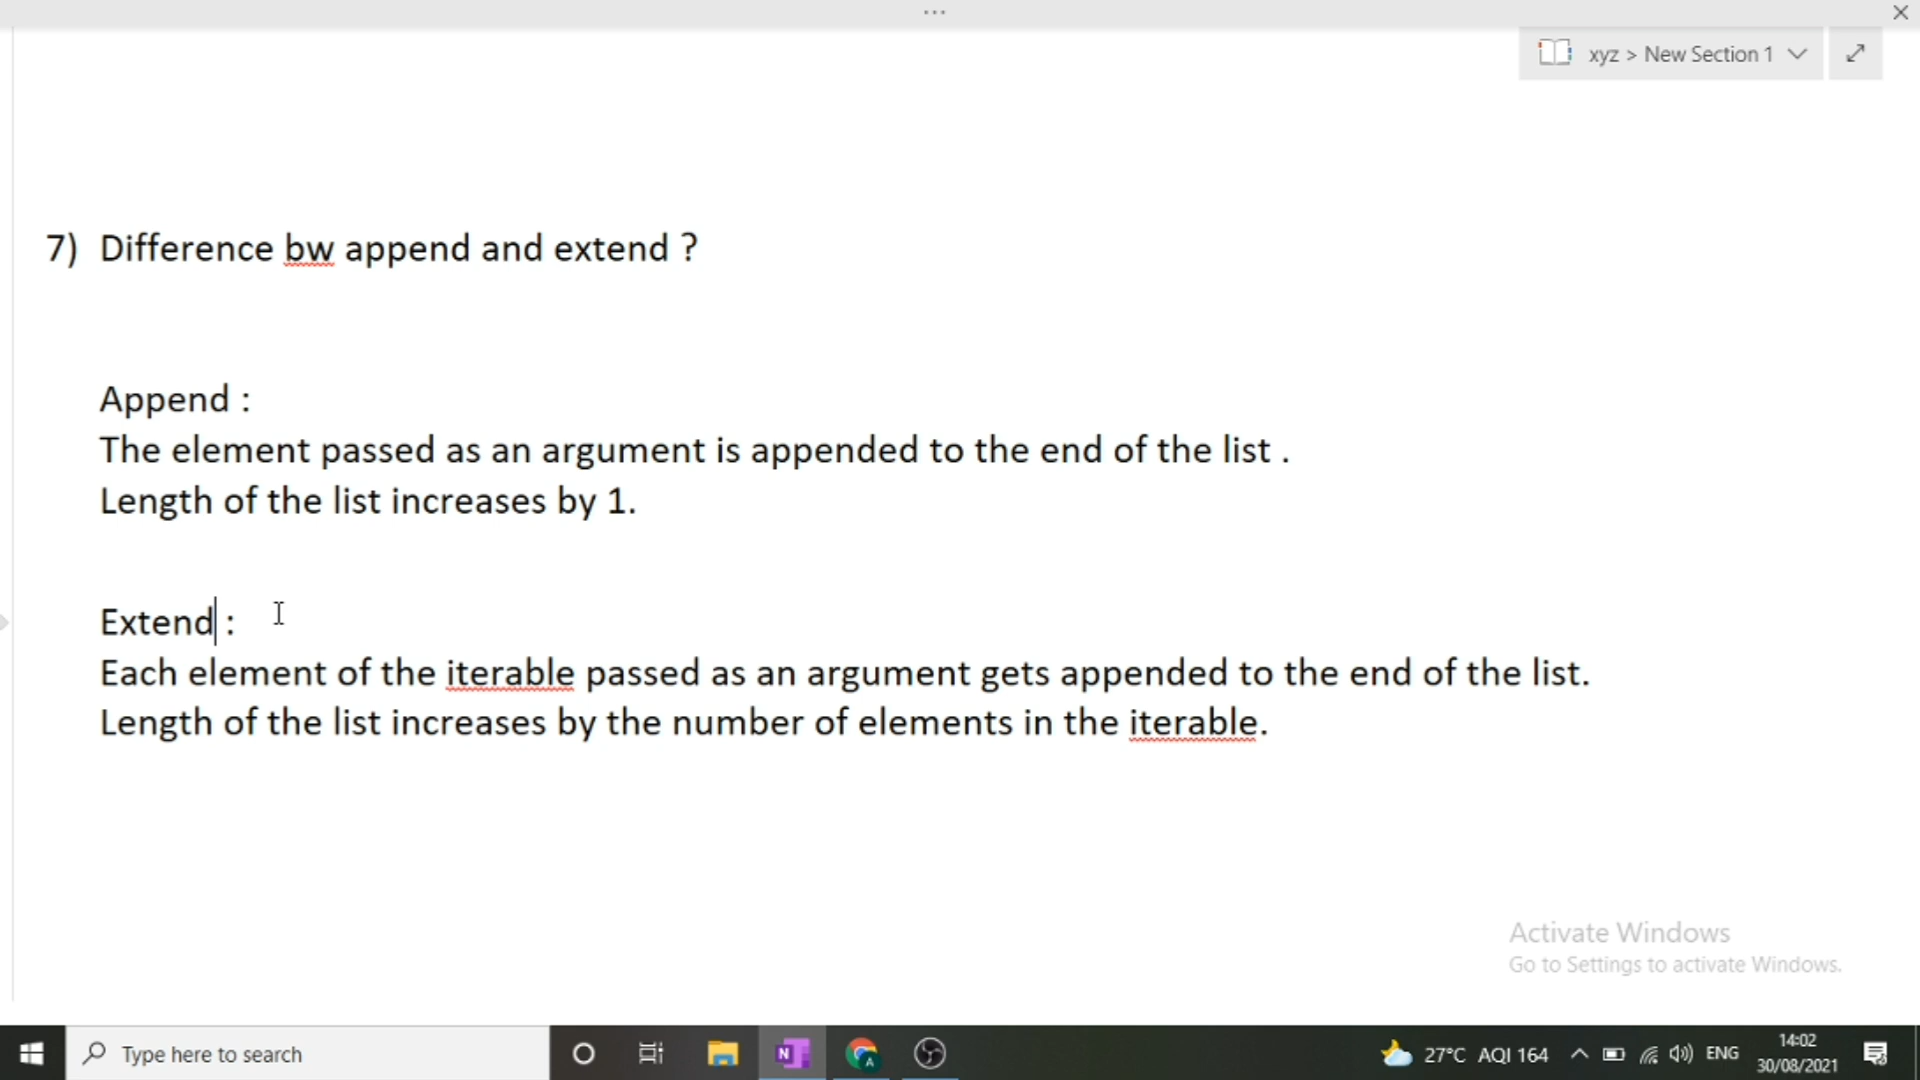 xyz > New Section 1
7) Difference bw append and extend ?
Append :
The element passed as an argument is appended to the end of the list .
Length of the list increases by 1.
Extend :
Each element of the iterable passed as an argument gets appended to the end of the list.
Length of the list increases by the number of elements in the iterable.
Activate Windows
Go to Settings to activate Windows.
Type here to search
N
A
27°C AQI 164
ENG
14:02
30/08/2021